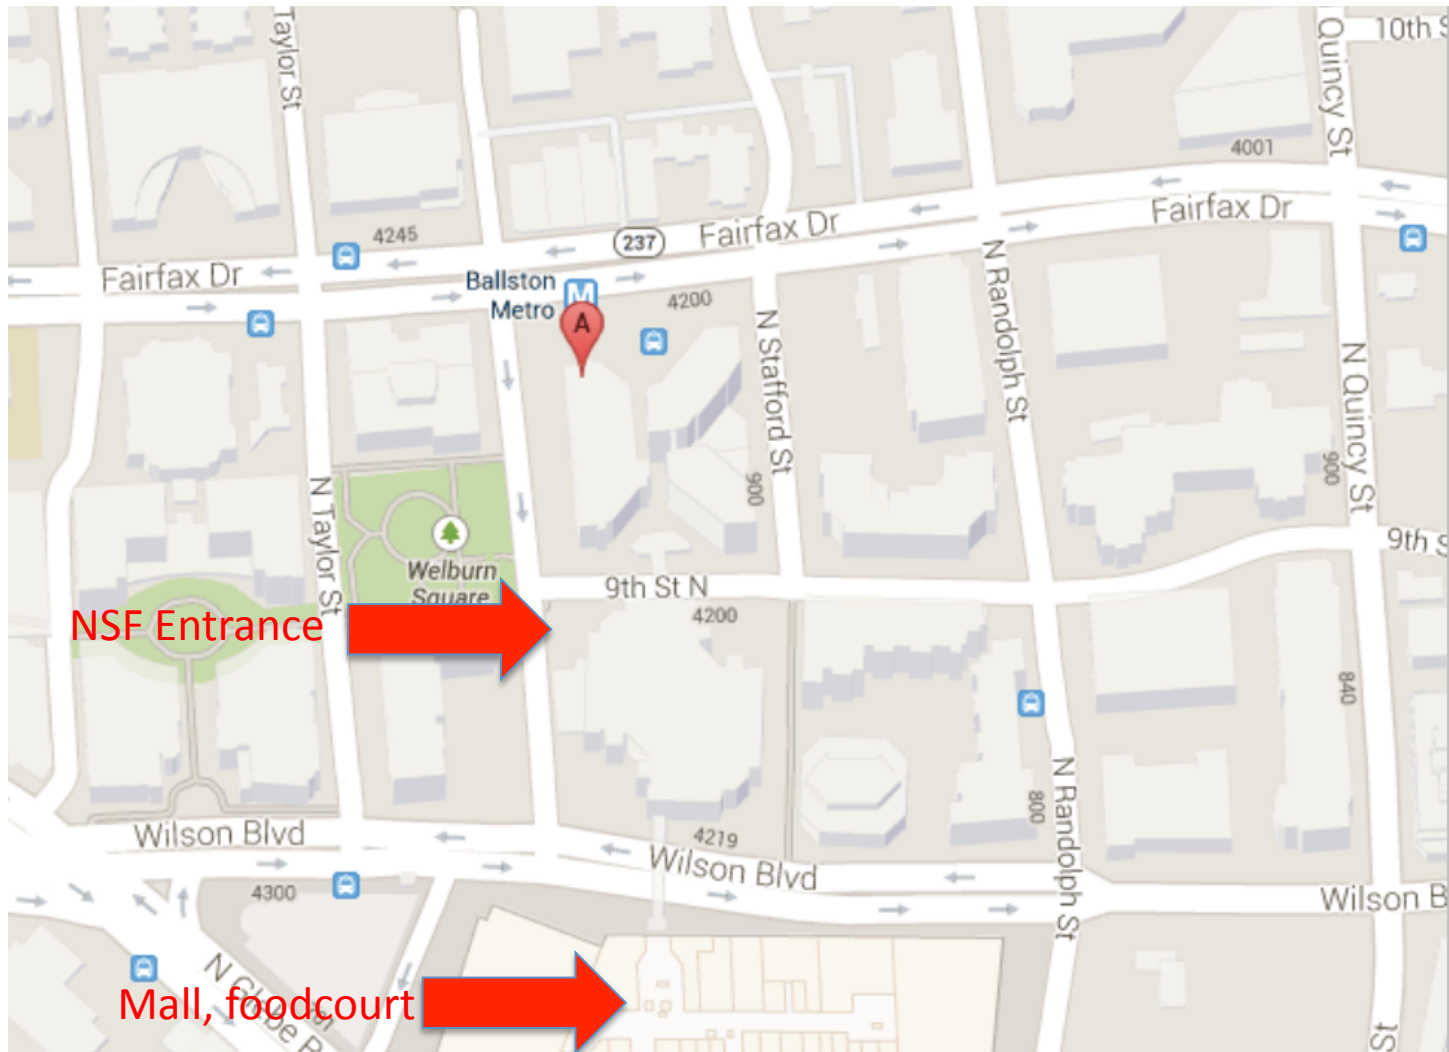 Taylor St
Quincy St
10th S
4001
Fairfax Dr
4245
237
Fairfax Dr
Fairfax Dr
Ballston
Metro
M
A
4200
N Stafford St
N Randolph St
N Quincy St
900
900
N Taylor St
Welburn
Square
9th St N
9th S
4200
NSF Entrance
840
800
N Randolph St
Wilson Blvd
4219
Wilson Blvd
4300
Wilson B
N Glebe R
Mall, foodcourt
St